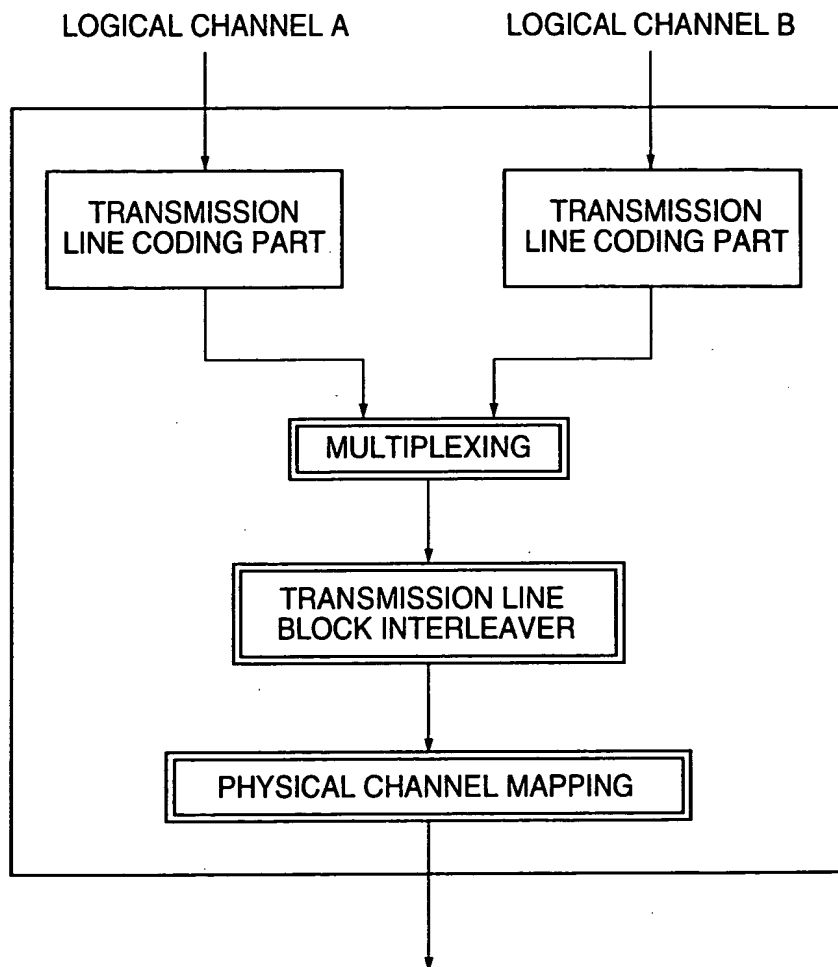 LOGICAL CHANNEL A
LOGICAL CHANNEL B
TRANSMISSION
LINE CODING PART
TRANSMISSION
LINE CODING PART
MULTIPLEXING
TRANSMISSION LINE
BLOCK INTERLEAVER
PHYSICAL CHANNEL MAPPING